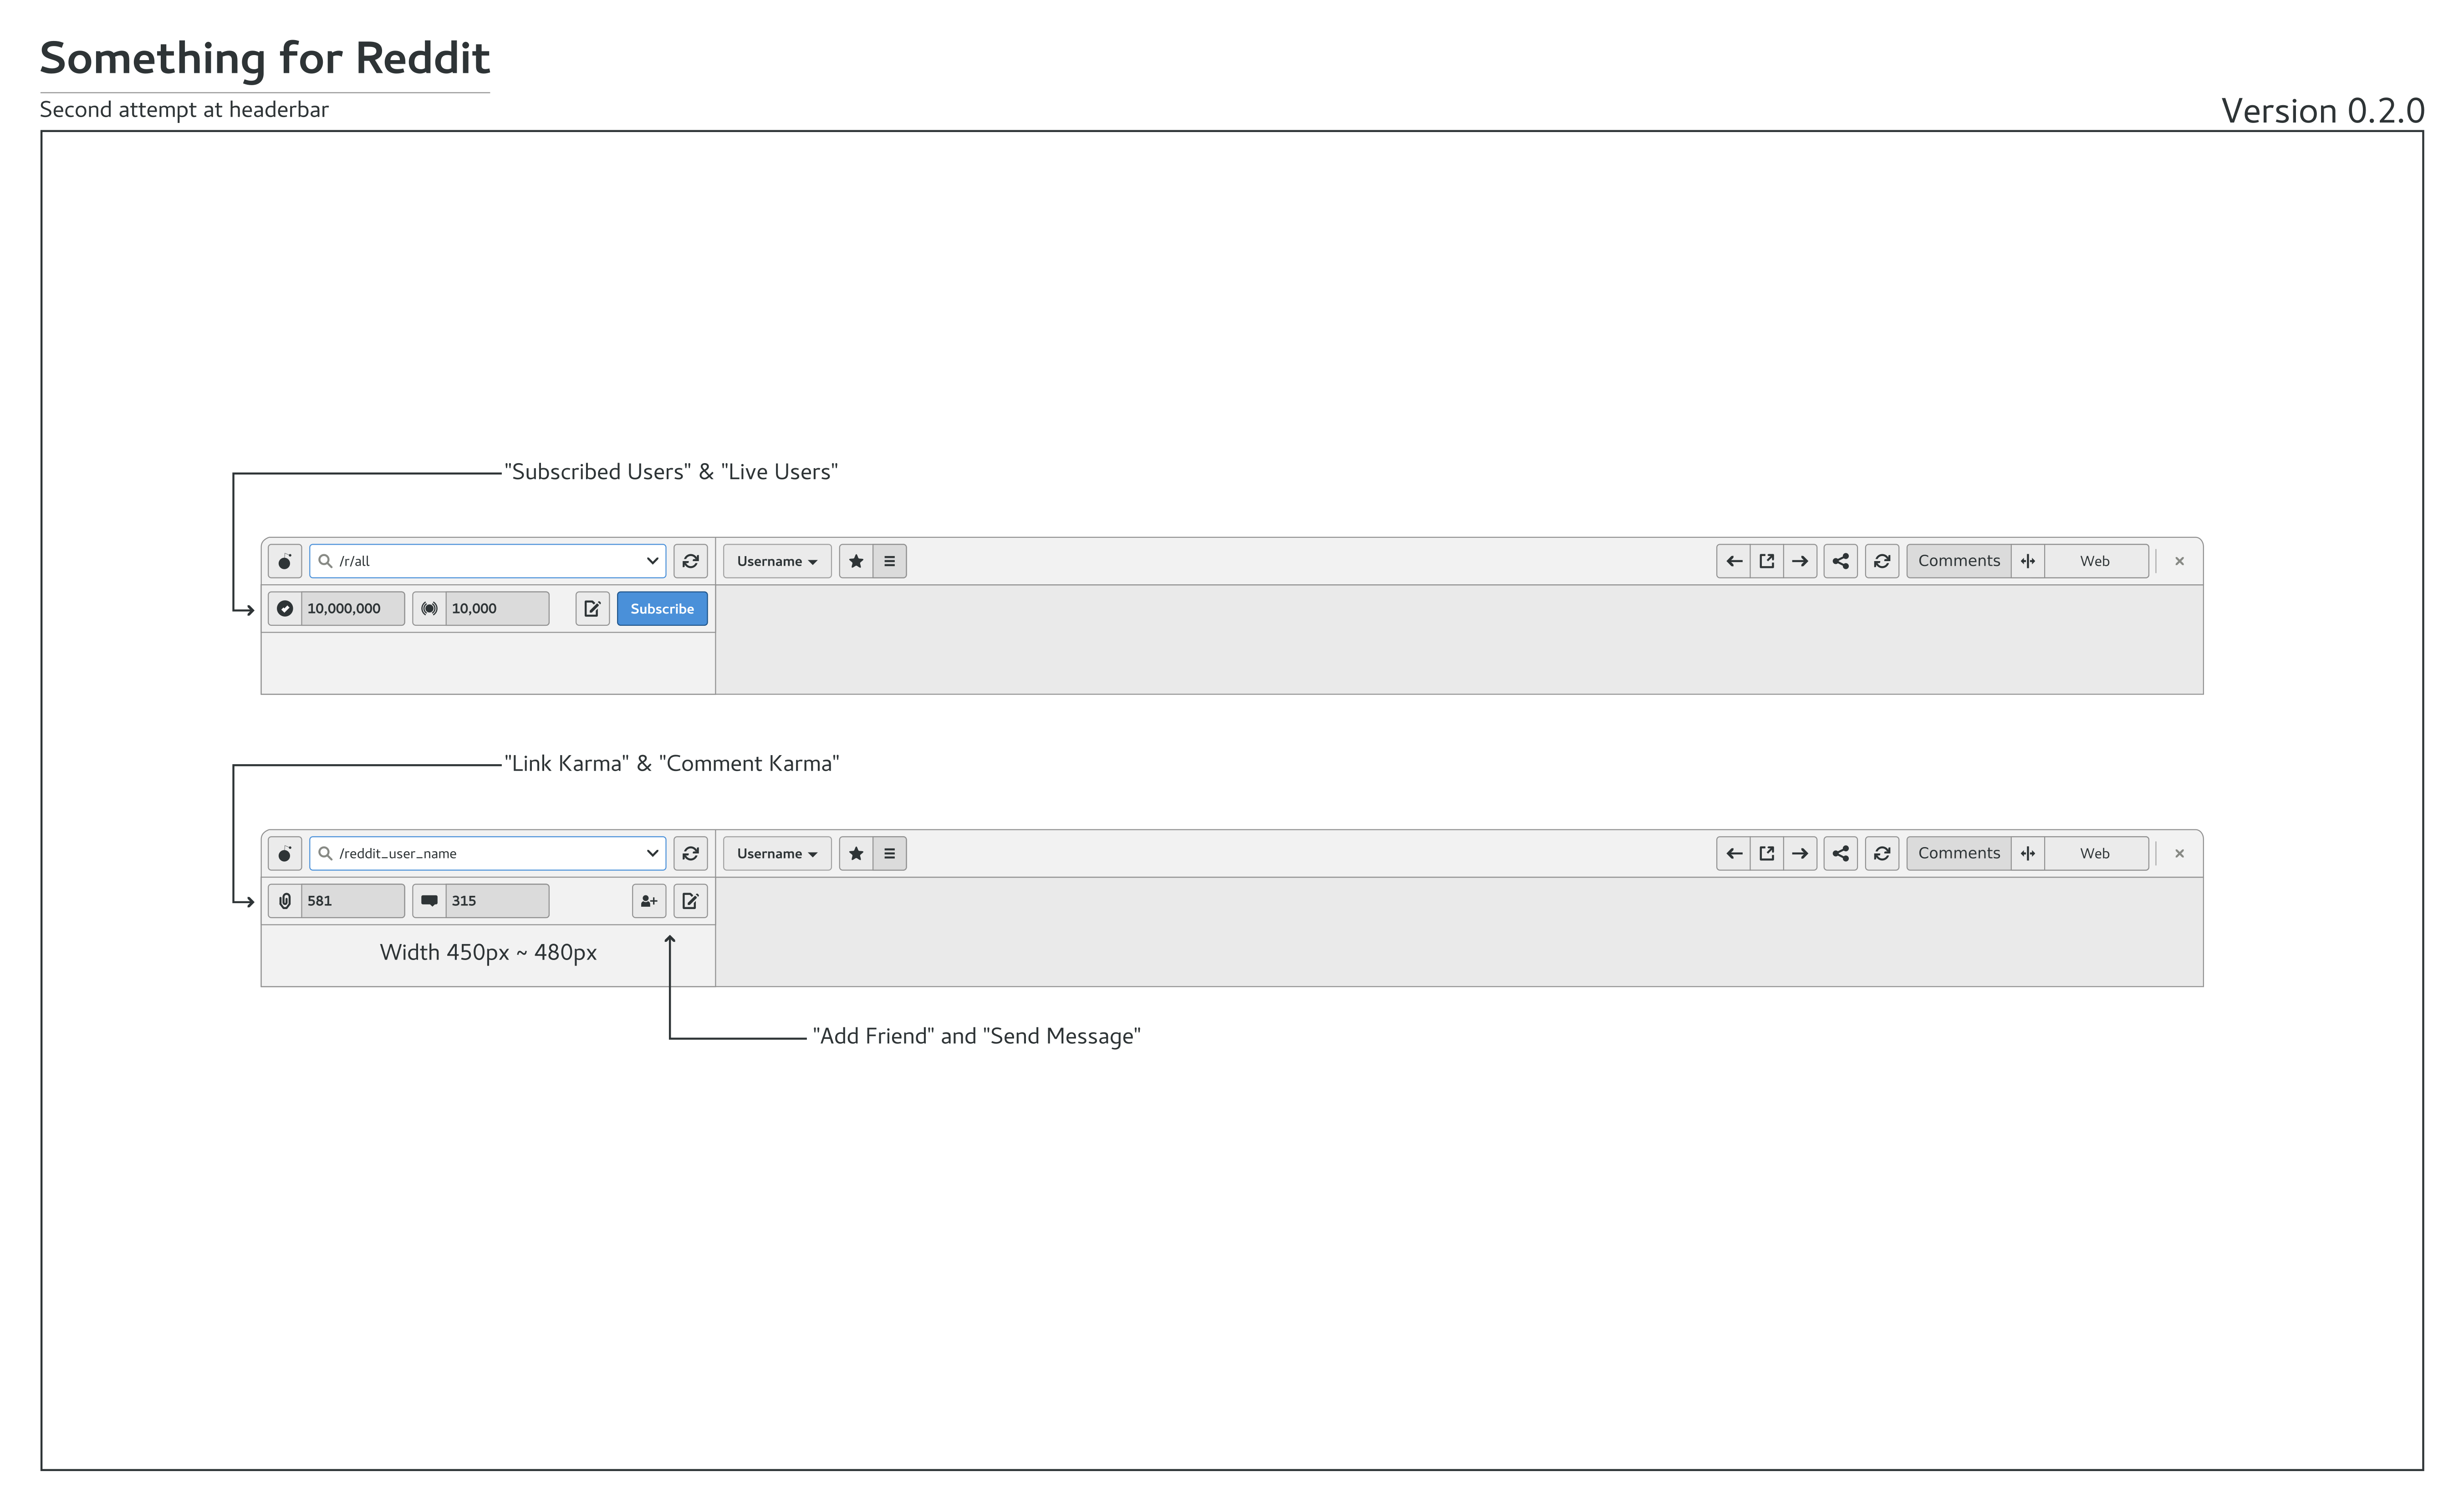 Something for Reddit
Second attempt at headerbar
Version 0.2.0
"Subscribed Users" & "Live Users"
/r/all
Username
Comments
Web
10,000,000
10,000
Subscribe
"Link Karma" & "Comment Karma"
/reddit_user_name
Username
Comments
Web
581
315
Width 450px ~ 480px
"Add Friend" and "Send Message"